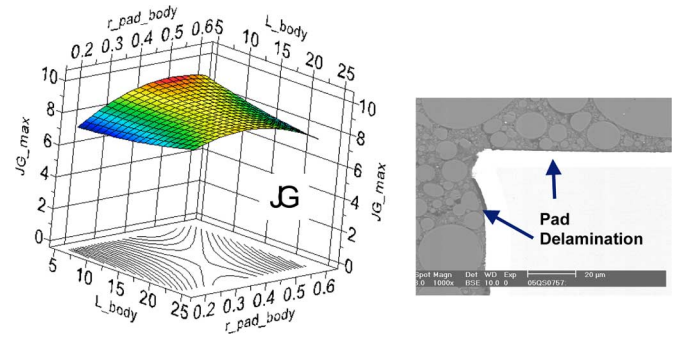 r_pad_body
L_body
0.2 0.3 0.4 0.5 0.6 5 10 15 20 25
10
8
6
4
2
0
JG_max
10
8
6
4
2
0
JG_max
JG
5 10 15 20 25
L_body
0.2 0.3 0.4 0.5 0.6
r_pad_body
Pad
Delamination
Spot Magn Det WD Exp 20 µm
3.0 1000x BSE 10.0 0 05QS0757